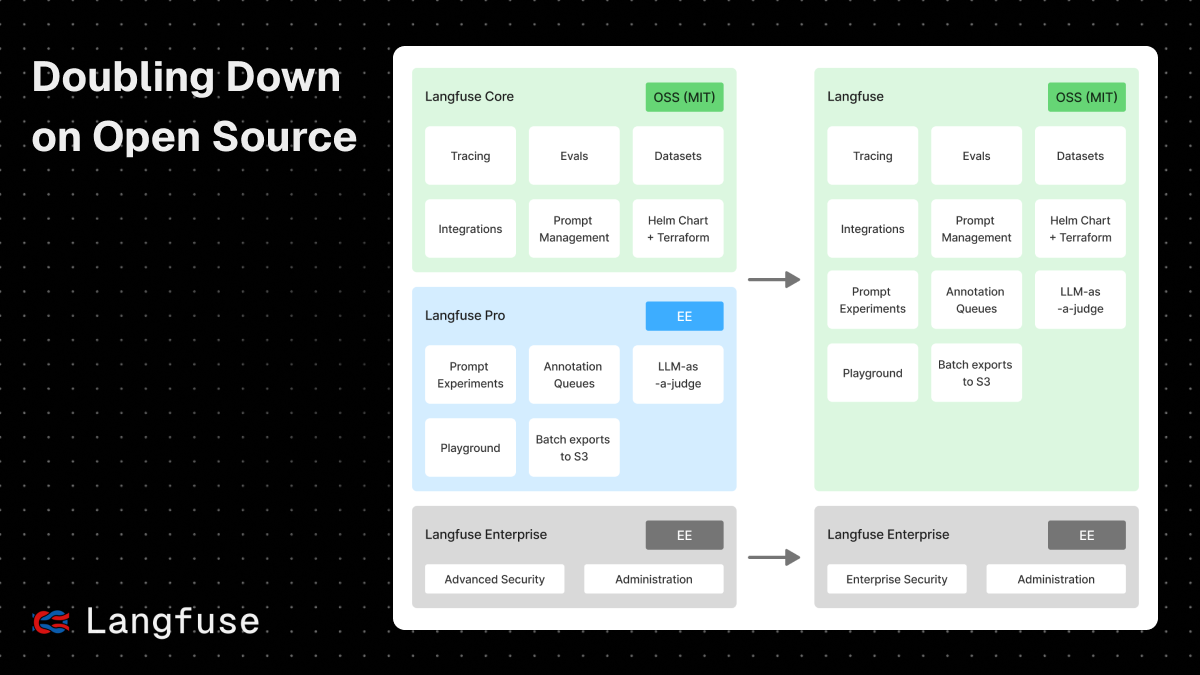 Doubling Down
on Open Source
Langfuse Core
OSS (MIT)
Tracing
Evals
Datasets
Integrations
Prompt
Management
Helm Chart
+ Terraform
Langfuse Pro
EE
Prompt
Experiments
Annotation
Queues
LLM-as
-a-judge
Playground
Batch exports
to S3
Langfuse Enterprise
EE
Advanced Security
Administration
Langfuse
OSS (MIT)
Tracing
Evals
Datasets
Integrations
Prompt
Management
Helm Chart
+ Terraform
Prompt
Experiments
Annotation
Queues
LLM-as
-a-judge
Playground
Batch exports
to S3
Langfuse Enterprise
EE
Enterprise Security
Administration
Langfuse